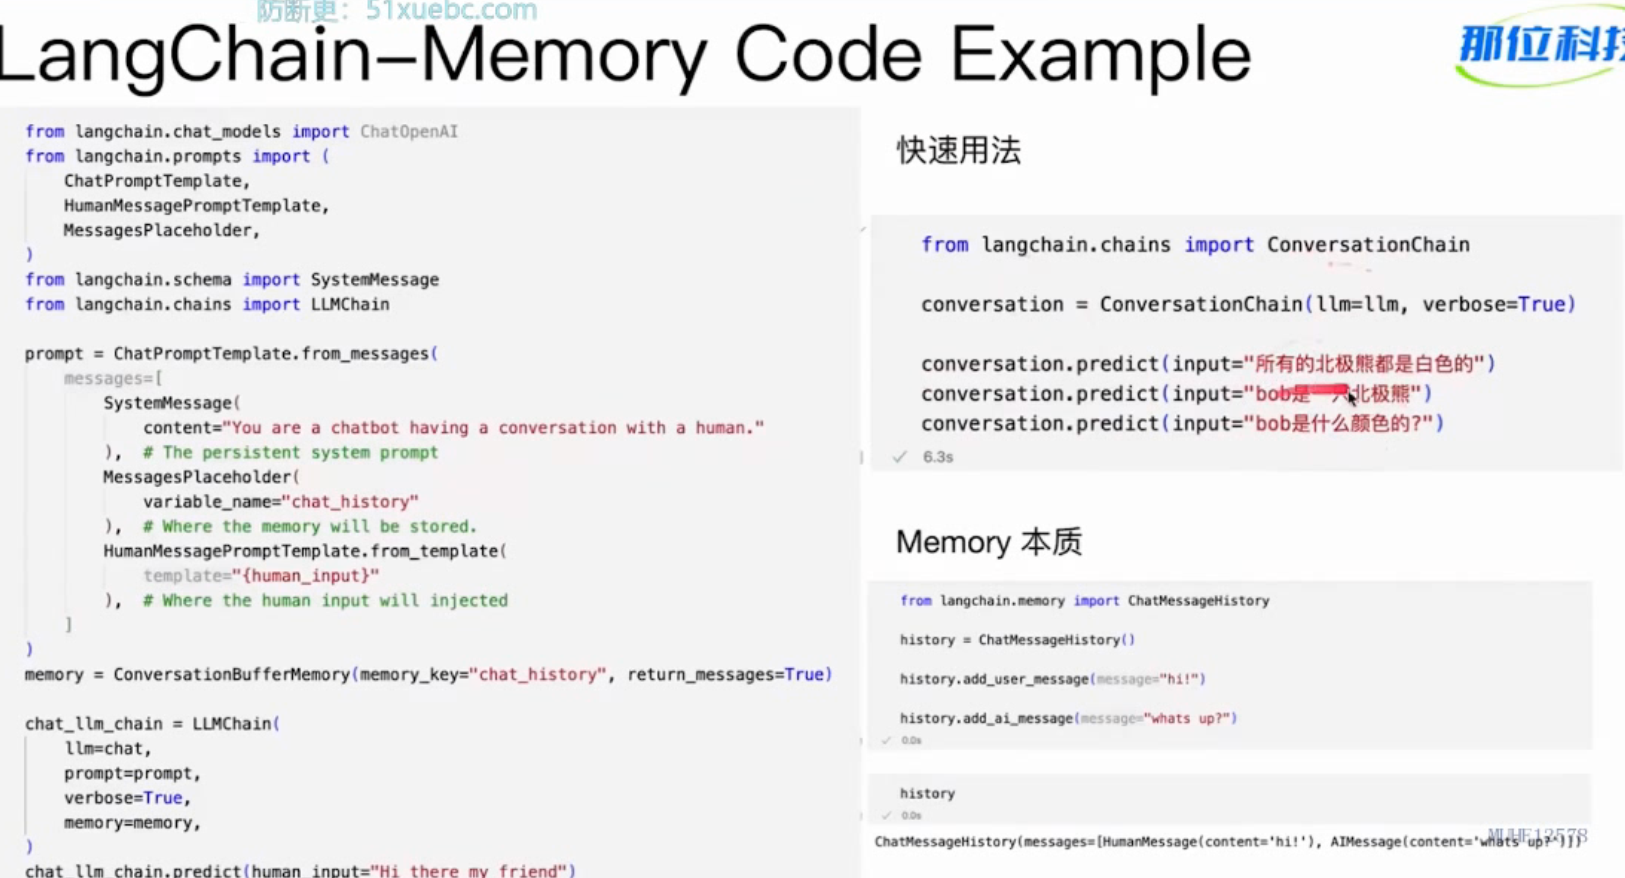 防断更：51xuebc.com
LangChain–Memory Code Example
那位科技
from langchain.chat_models import ChatOpenAI
from langchain.prompts import (
    ChatPromptTemplate,
    HumanMessagePromptTemplate,
    MessagesPlaceholder,
)
from langchain.schema import SystemMessage
from langchain.chains import LLMChain
prompt = ChatPromptTemplate.from_messages(
    messages=[
        SystemMessage(
            content="You are a chatbot having a conversation with a human."
        ),  # The persistent system prompt
        MessagesPlaceholder(
            variable_name="chat_history"
        ),  # Where the memory will be stored.
        HumanMessagePromptTemplate.from_template(
            template="{human_input}"
        ),  # Where the human input will injected
    ]
)
memory = ConversationBufferMemory(memory_key="chat_history", return_messages=True)
chat_llm_chain = LLMChain(
    llm=chat,
    prompt=prompt,
    verbose=True,
    memory=memory,
)
chat_llm_chain.predict(human_input="Hi there my friend")
快速用法
from langchain.chains import ConversationChain
conversation = ConversationChain(llm=llm, verbose=True)
conversation.predict(input="所有的北极熊都是白色的")
conversation.predict(input="bob是一只北极熊")
conversation.predict(input="bob是什么颜色的?")
6.3s
Memory 本质
from langchain.memory import ChatMessageHistory
history = ChatMessageHistory()
history.add_user_message(message="hi!")
history.add_ai_message(message="whats up?")
0.0s
history
0.0s
ChatMessageHistory(messages=[HumanMessage(content='hi!'), AIMessage(content='whats up?')])
MUHE12578